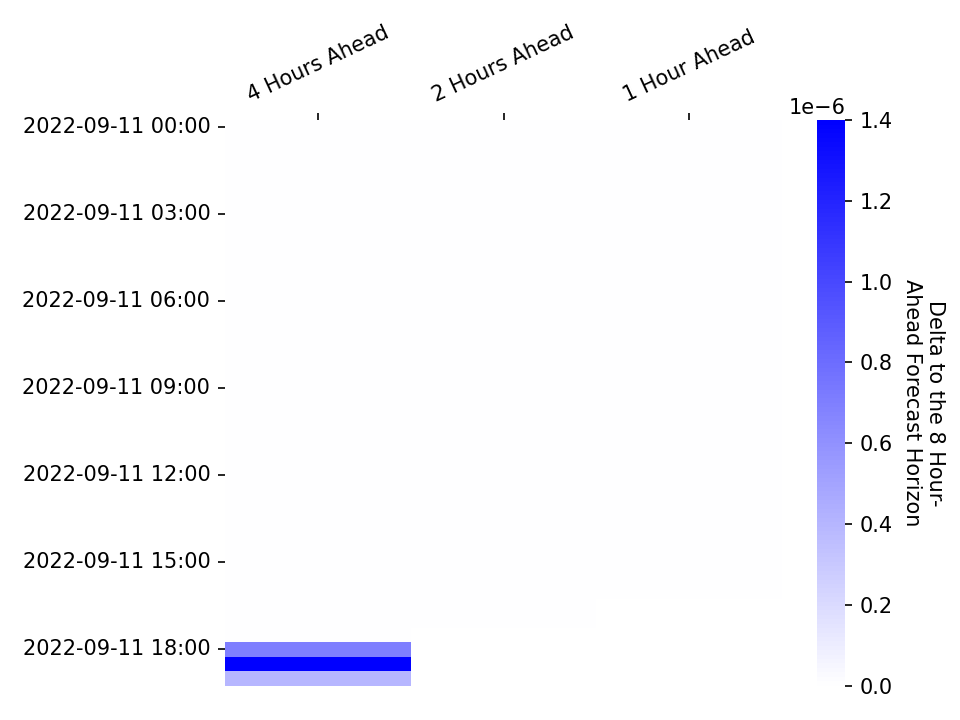 4 Hours Ahead
2 Hours Ahead
1 Hour Ahead
1e−6
2022-09-11 00:00
2022-09-11 03:00
2022-09-11 06:00
2022-09-11 09:00
2022-09-11 12:00
2022-09-11 15:00
2022-09-11 18:00
1.4
1.2
1.0
0.8
0.6
0.4
0.2
0.0
Delta to the 8 Hour-
Ahead Forecast Horizon